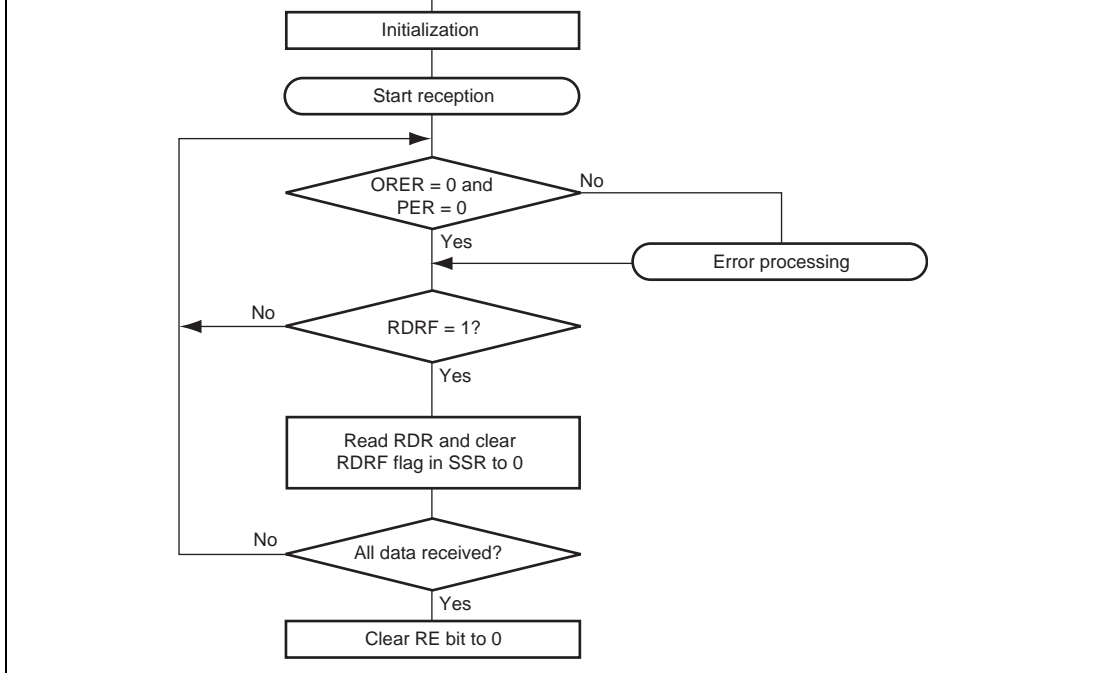 Initialization
Start reception
ORER = 0 and
PER = 0
No
Yes
Error processing
No
RDRF = 1?
Yes
Read RDR and clear
RDRF flag in SSR to 0
No
All data received?
Yes
Clear RE bit to 0